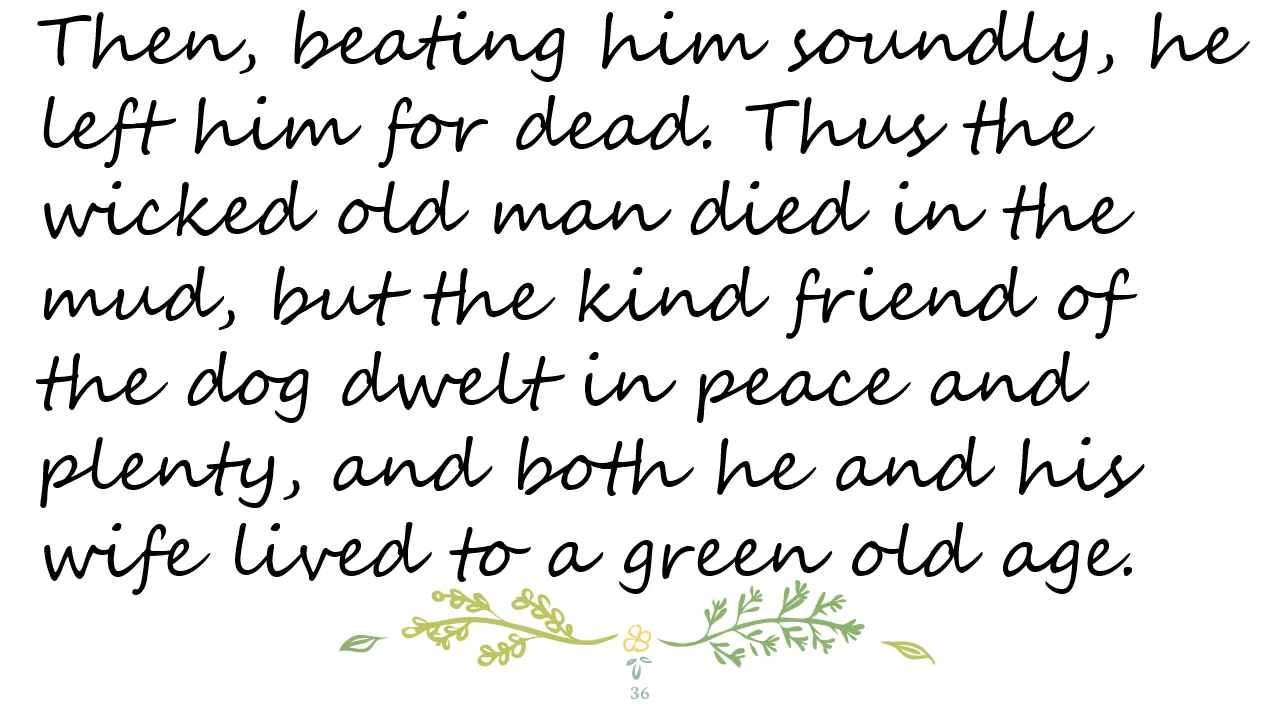 Then, beating him soundly, he
left him for dead. Thus the
wicked old man died in the
mud, but the kind friend of
the dog dwelt in peace and
plenty, and both he and his
wife lived to a green old age.
36